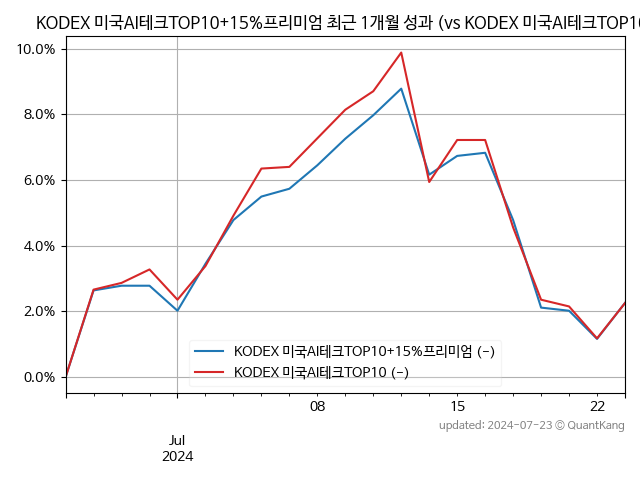 KODEX 미국AI테크TOP10+15%프리미엄 최근 1개월 성과 (vs KODEX 미국AI테크TOP10
10.0%
8.0%
6.0%
4.0%
2.0%
0.0%
KODEX 미국AI테크TOP10+15%프리미엄 (-)
KODEX 미국AI테크TOP10 (-)
08
15
22
Jul
2024
updated: 2024-07-23 © QuantKang